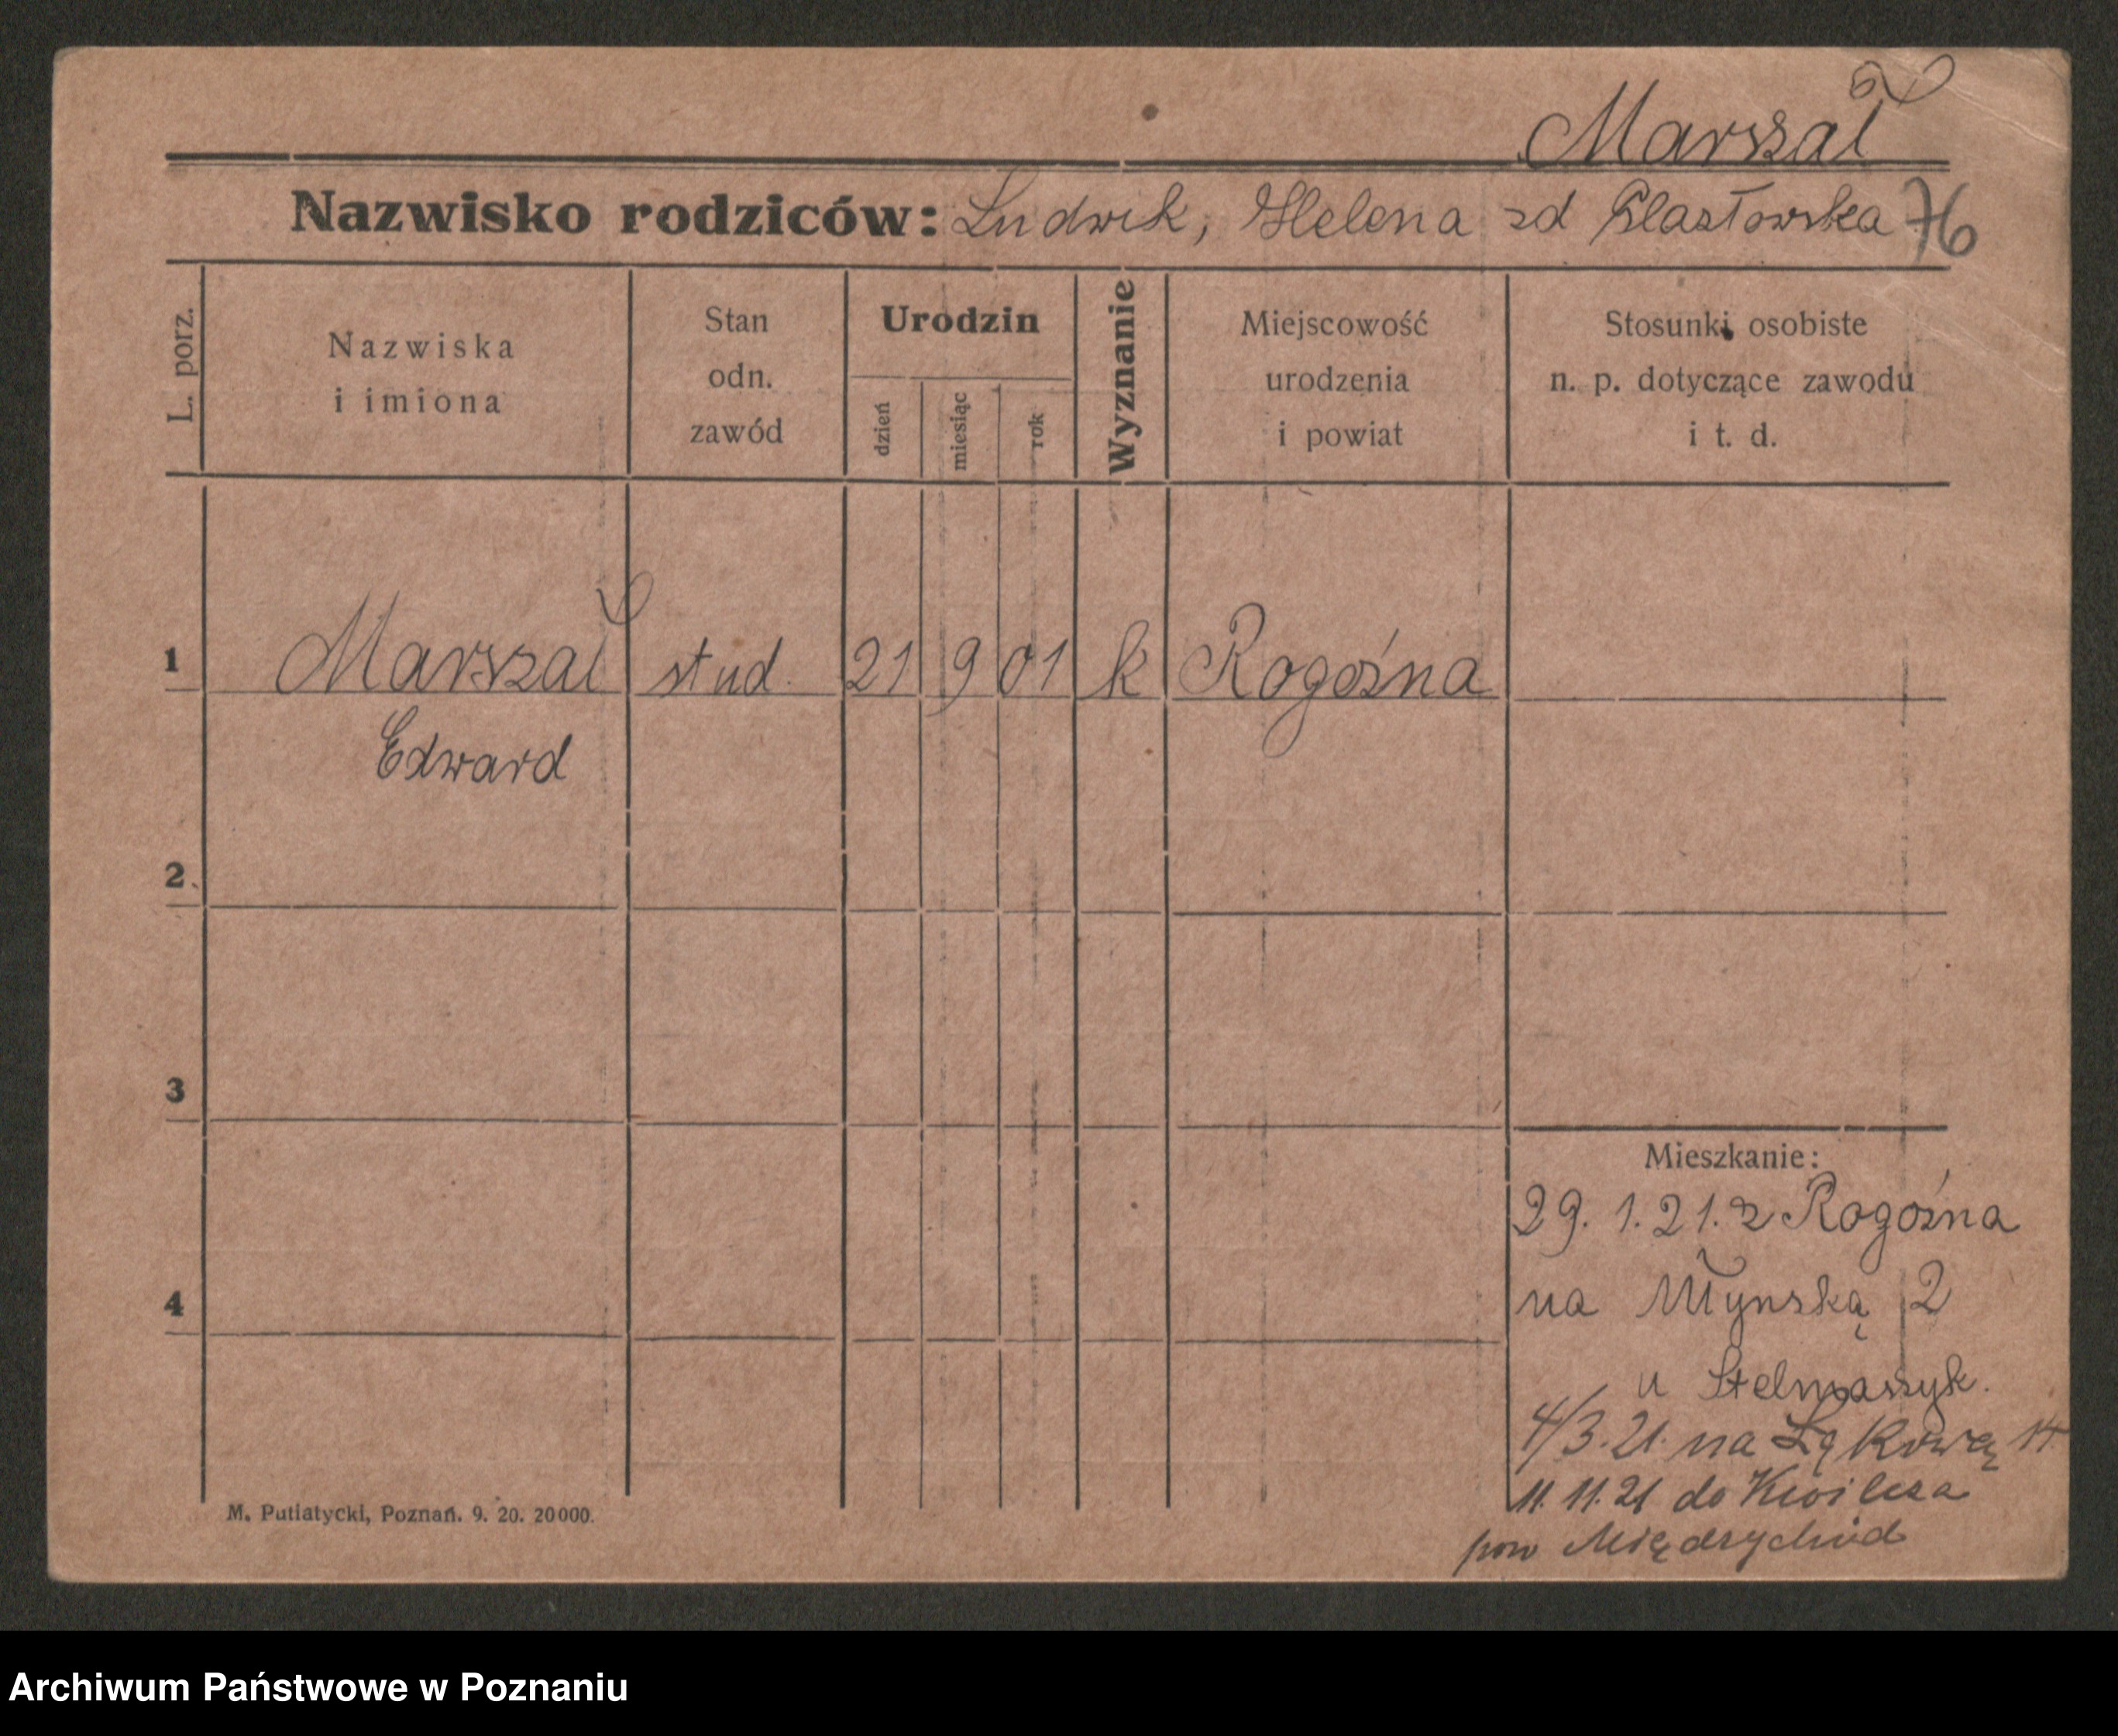 Marszał
Nazwisko rodziców: Ludwik, Helena zd 76
L. porz.
Nazwiska
i imiona
Stan
odn.
zawód
Urodzin
dzień
miesiąc
rok
Wyznanie
Miejscowość
urodzenia
i powiat
Stosunki osobiste
n. p. dotyczące zawodu
i t. d.
1 Marszał stud. 21 9 01 k Rogoźna
Edward
2
3
4
Mieszkanie:
29. 1. 21. z Rogoźna
na Młynską 2
u Stelmaszyk.
4/3. 21. na Łąkową
11. 11. 21 do Kwilcza
pow Międzychód
M. Putiatycki, Poznań. 9. 20. 20000.
Archiwum Państwowe w Poznaniu